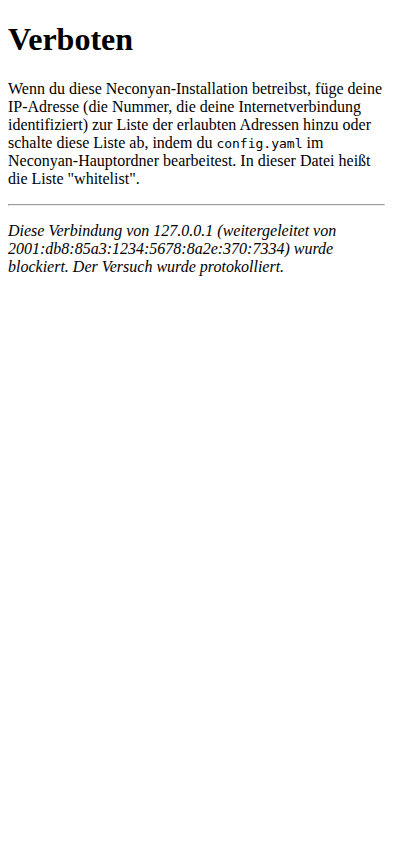 Verboten
Wenn du diese Neconyan-Installation betreibst, füge deine
IP-Adresse (die Nummer, die deine Internetverbindung
identifiziert) zur Liste der erlaubten Adressen hinzu oder
schalte diese Liste ab, indem du config.yaml im
Neconyan-Hauptordner bearbeitest. In dieser Datei heißt
die Liste "whitelist".
Diese Verbindung von 127.0.0.1 (weitergeleitet von
2001:db8:85a3:1234:5678:8a2e:370:7334) wurde
blockiert. Der Versuch wurde protokolliert.